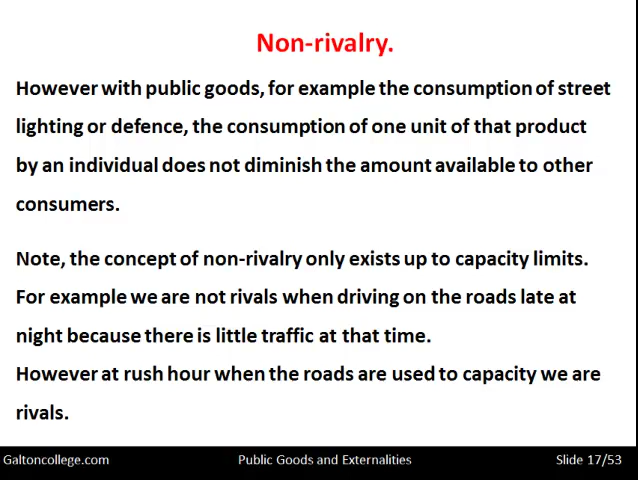 Non-rivalry.
However with public goods, for example the consumption of street
lighting or defence, the consumption of one unit of that product
by an individual does not diminish the amount available to other
consumers.
Note, the concept of non-rivalry only exists up to capacity limits.
For example we are not rivals when driving on the roads late at
night because there is little traffic at that time.
However at rush hour when the roads are used to capacity we are
rivals.
Galtoncollege.com Public Goods and Externalities Slide 17/53